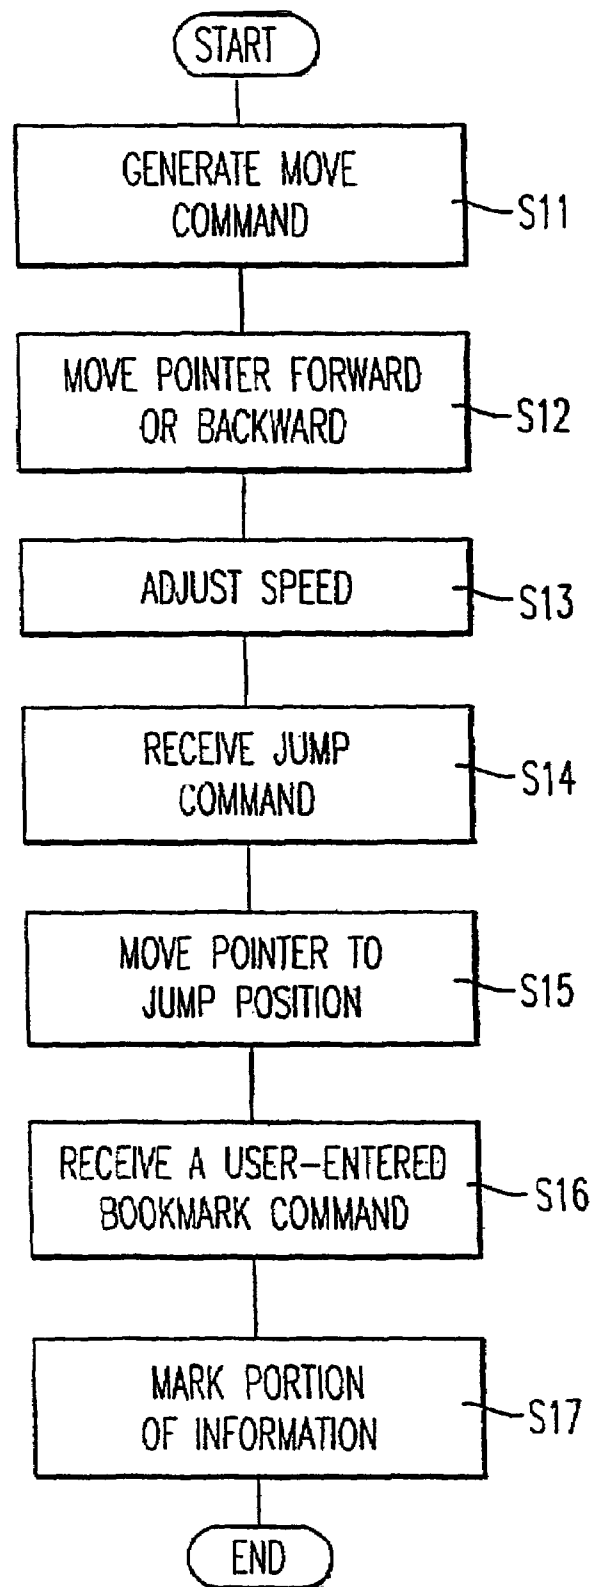 START
GENERATE MOVE
COMMAND
S11
MOVE POINTER FORWARD
OR BACKWARD
S12
ADJUST SPEED
S13
RECEIVE JUMP
COMMAND
S14
MOVE POINTER TO
JUMP POSITION
S15
RECEIVE A USER-ENTERED
BOOKMARK COMMAND
S16
MARK PORTION
OF INFORMATION
S17
END